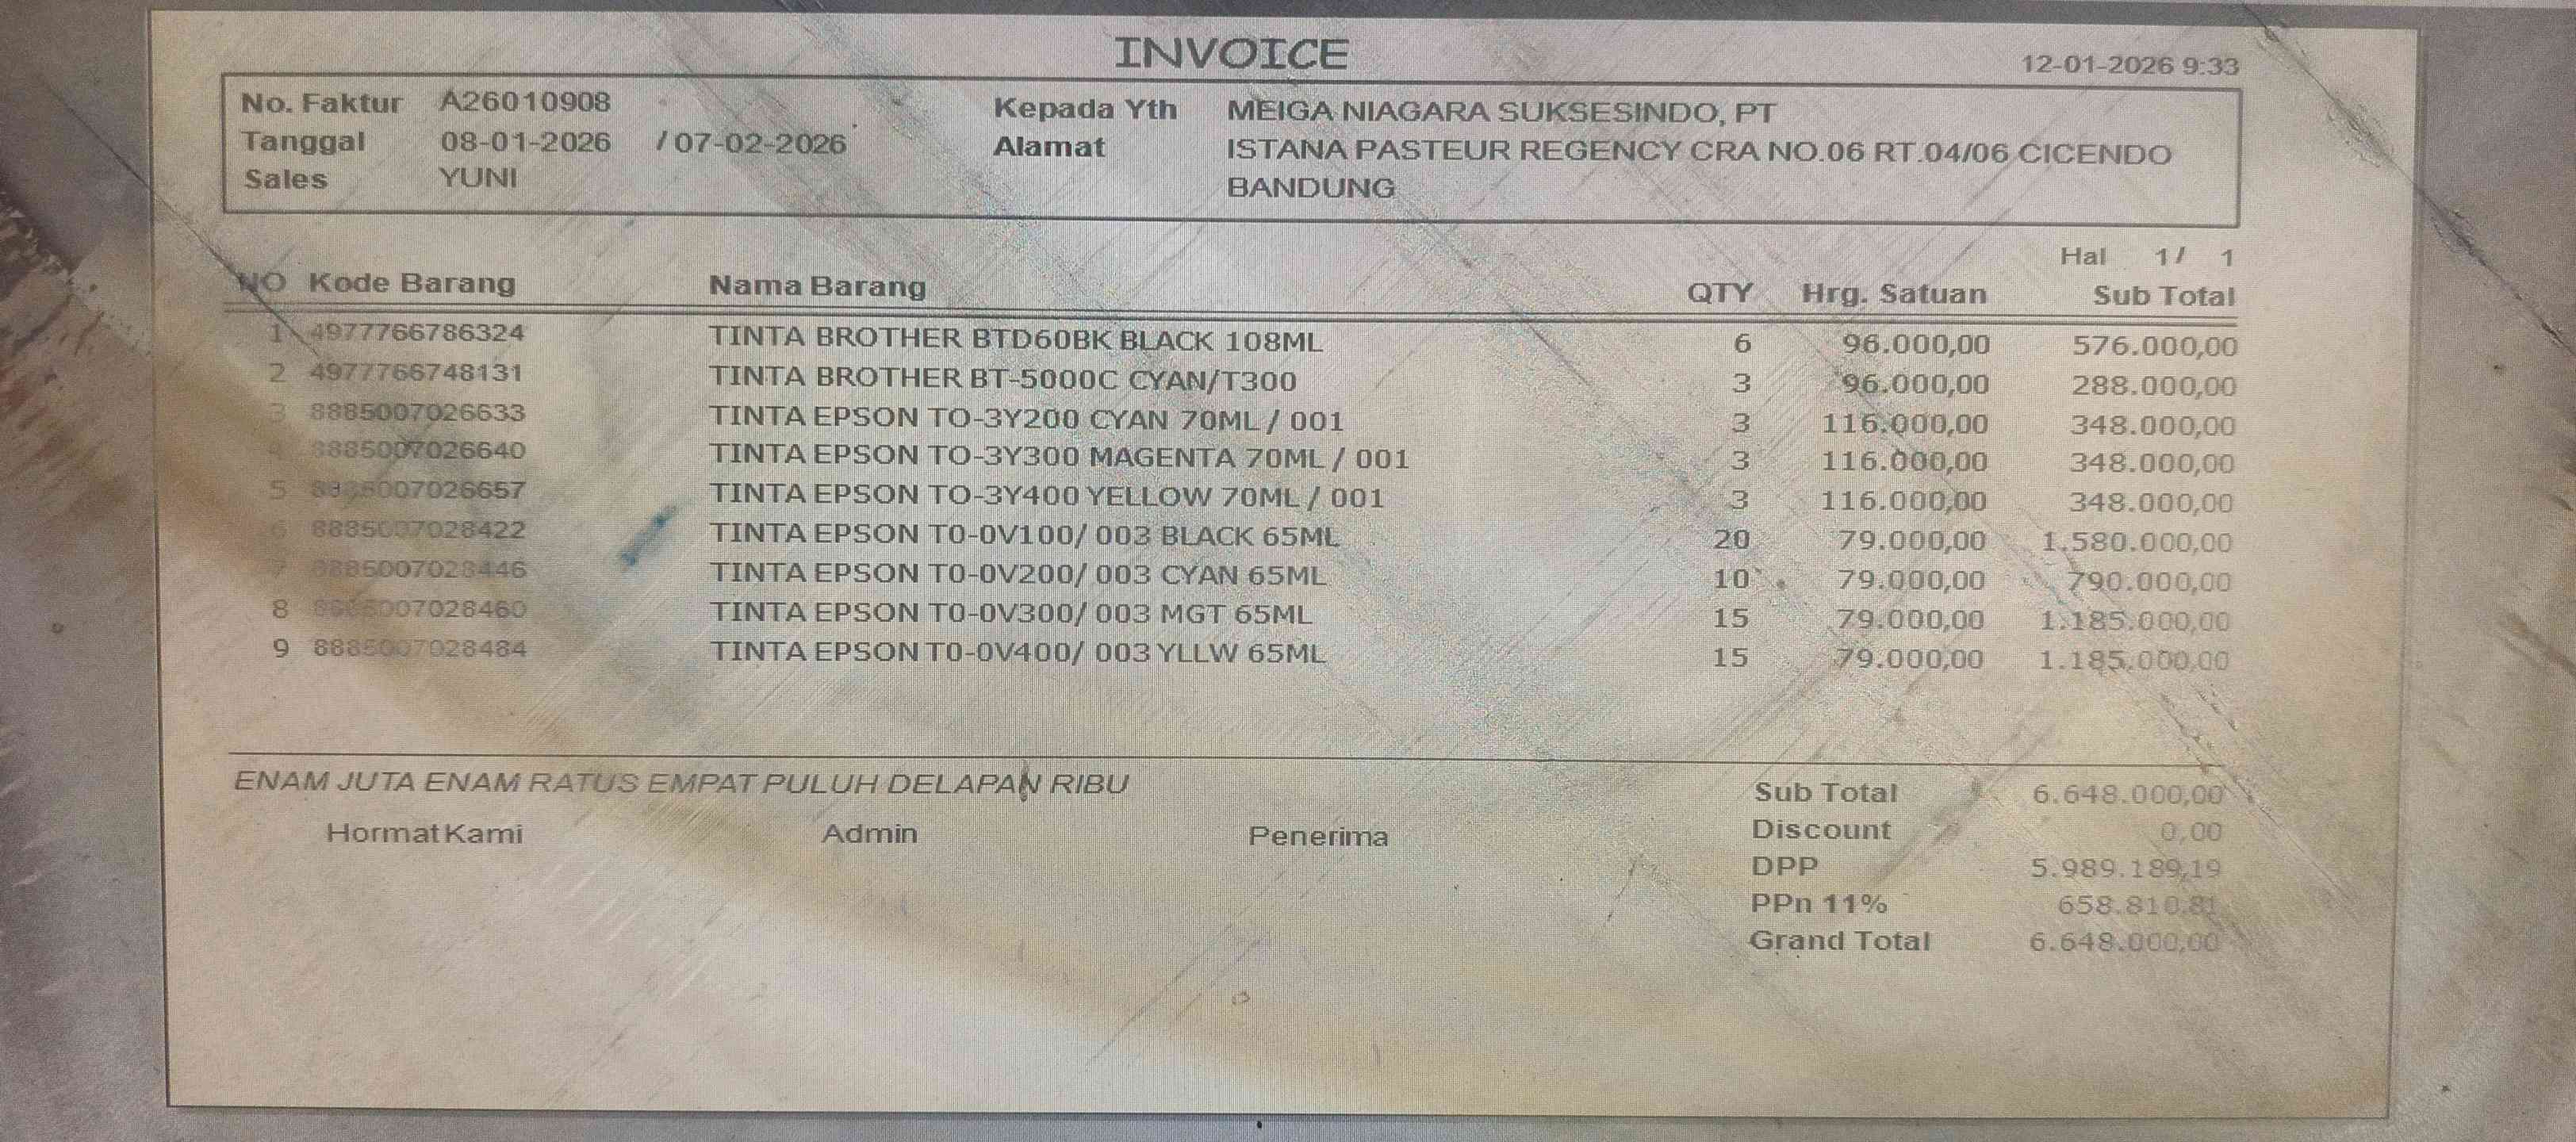 INVOICE
12-01-2026 9:33
No. Faktur A26010908
Tanggal 08-01-2026 / 07-02-2026
Sales YUNI
Kepada Yth MEIGA NIAGARA SUKSESINDO, PT
Alamat ISTANA PASTEUR REGENCY CRA NO.06 RT.04/06 CICENDO
BANDUNG
Hal 1/ 1
NO Kode Barang Nama Barang QTY Hrg. Satuan Sub Total
1 4977766786324 TINTA BROTHER BTD60BK BLACK 108ML 6 96.000,00 576.000,00
2 4977766748131 TINTA BROTHER BT-5000C CYAN/T300 3 96.000,00 288.000,00
3 8885007026633 TINTA EPSON TO-3Y200 CYAN 70ML / 001 3 116.000,00 348.000,00
4 8885007026640 TINTA EPSON TO-3Y300 MAGENTA 70ML / 001 3 116.000,00 348.000,00
5 8885007026657 TINTA EPSON TO-3Y400 YELLOW 70ML / 001 3 116.000,00 348.000,00
6 8885007028422 TINTA EPSON T0-0V100/ 003 BLACK 65ML 20 79.000,00 1.580.000,00
7 8885007028446 TINTA EPSON T0-0V200/ 003 CYAN 65ML 10 79.000,00 790.000,00
8 8885007028460 TINTA EPSON T0-0V300/ 003 MGT 65ML 15 79.000,00 1.185.000,00
9 8885007028484 TINTA EPSON T0-0V400/ 003 YLLW 65ML 15 79.000,00 1.185.000,00
ENAM JUTA ENAM RATUS EMPAT PULUH DELAPAN RIBU
Hormat Kami Admin Penerima
Sub Total 6.648.000,00
Discount 0,00
DPP 5.989.189,19
PPn 11% 658.810,81
Grand Total 6.648.000,00